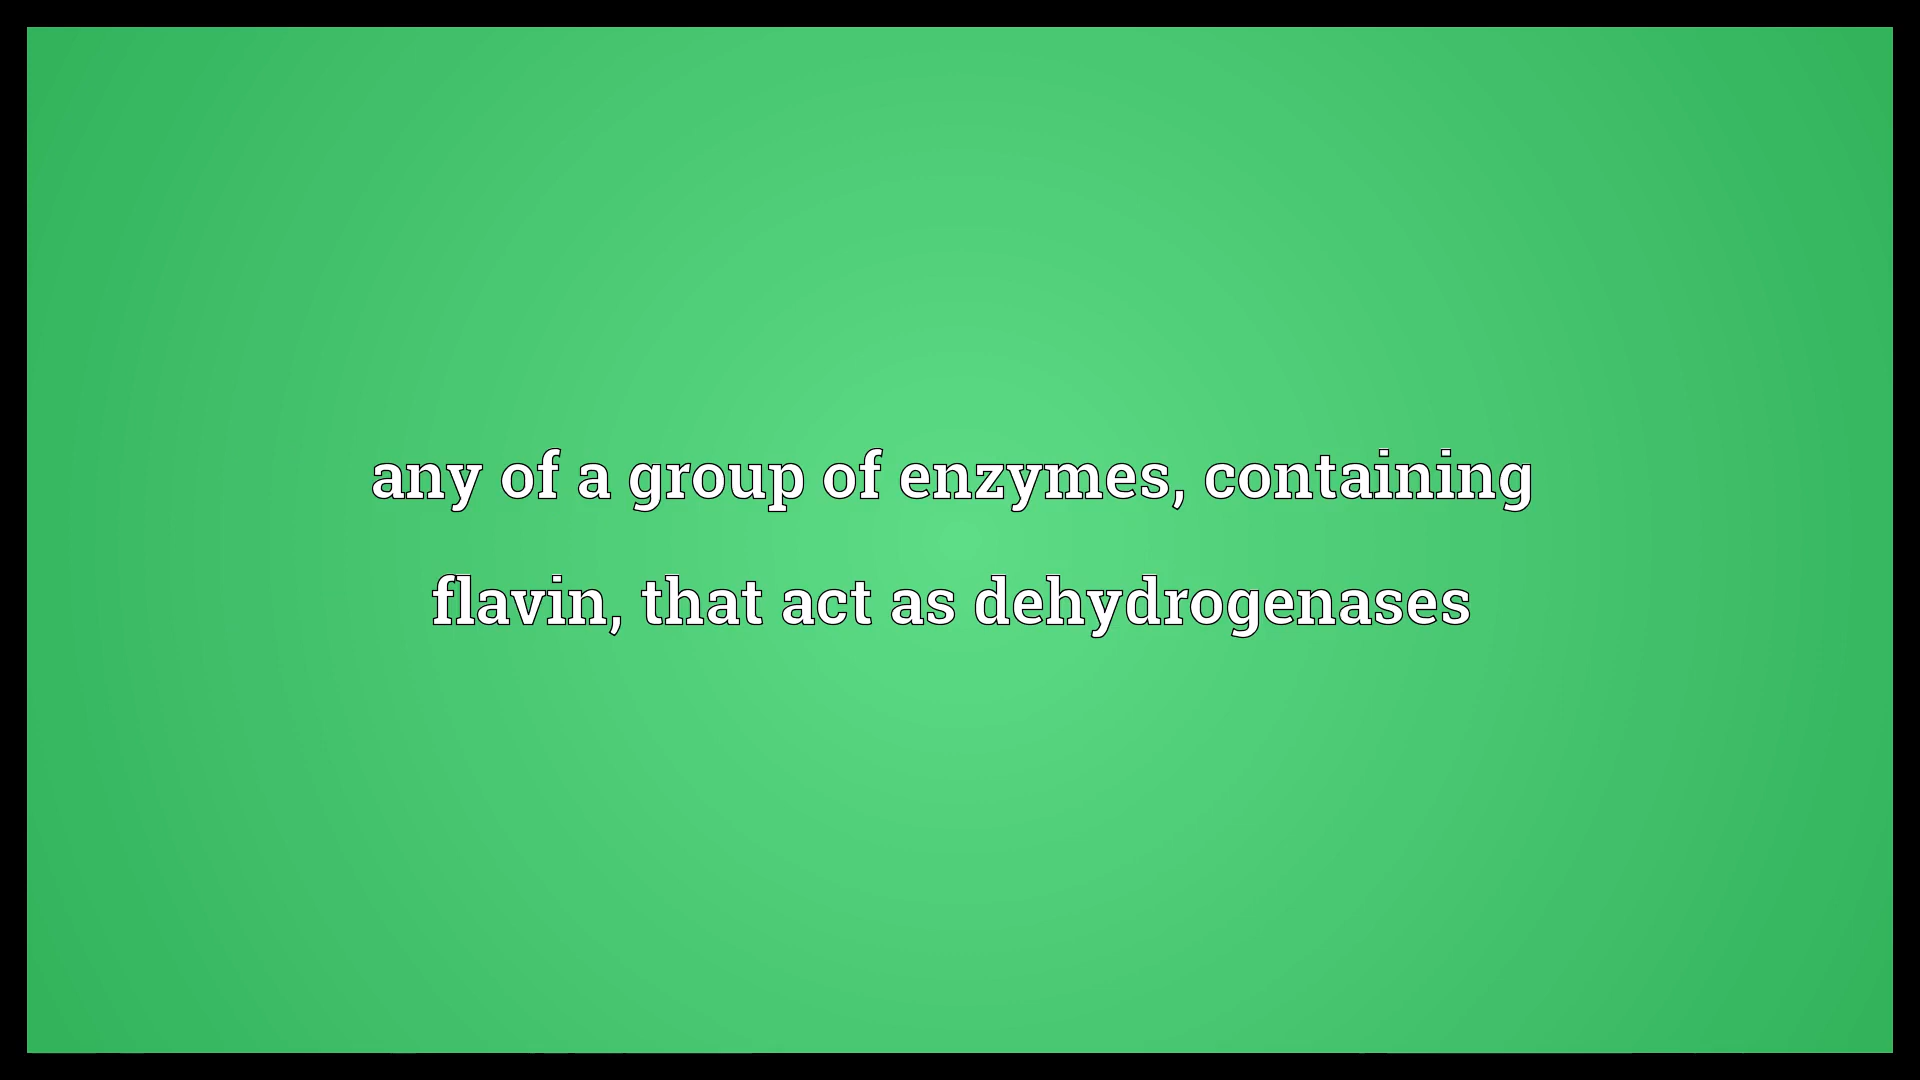 any of a group of enzymes, containing
flavin, that act as dehydrogenases